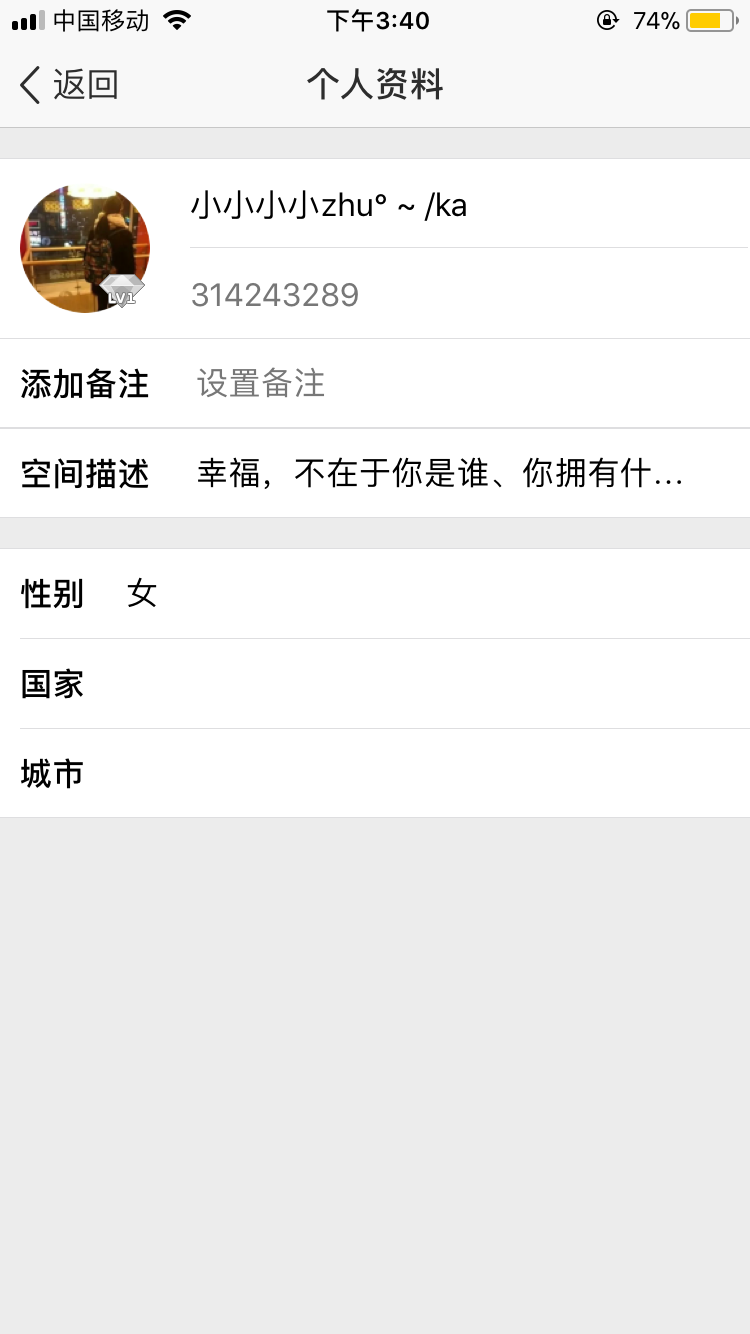 中国移动 下午3:40 74%
返回 个人资料
小小小小zhu° ~ /ka
LV1
314243289
添加备注 设置备注
空间描述 幸福，不在于你是谁、你拥有什...
性别 女
国家
城市